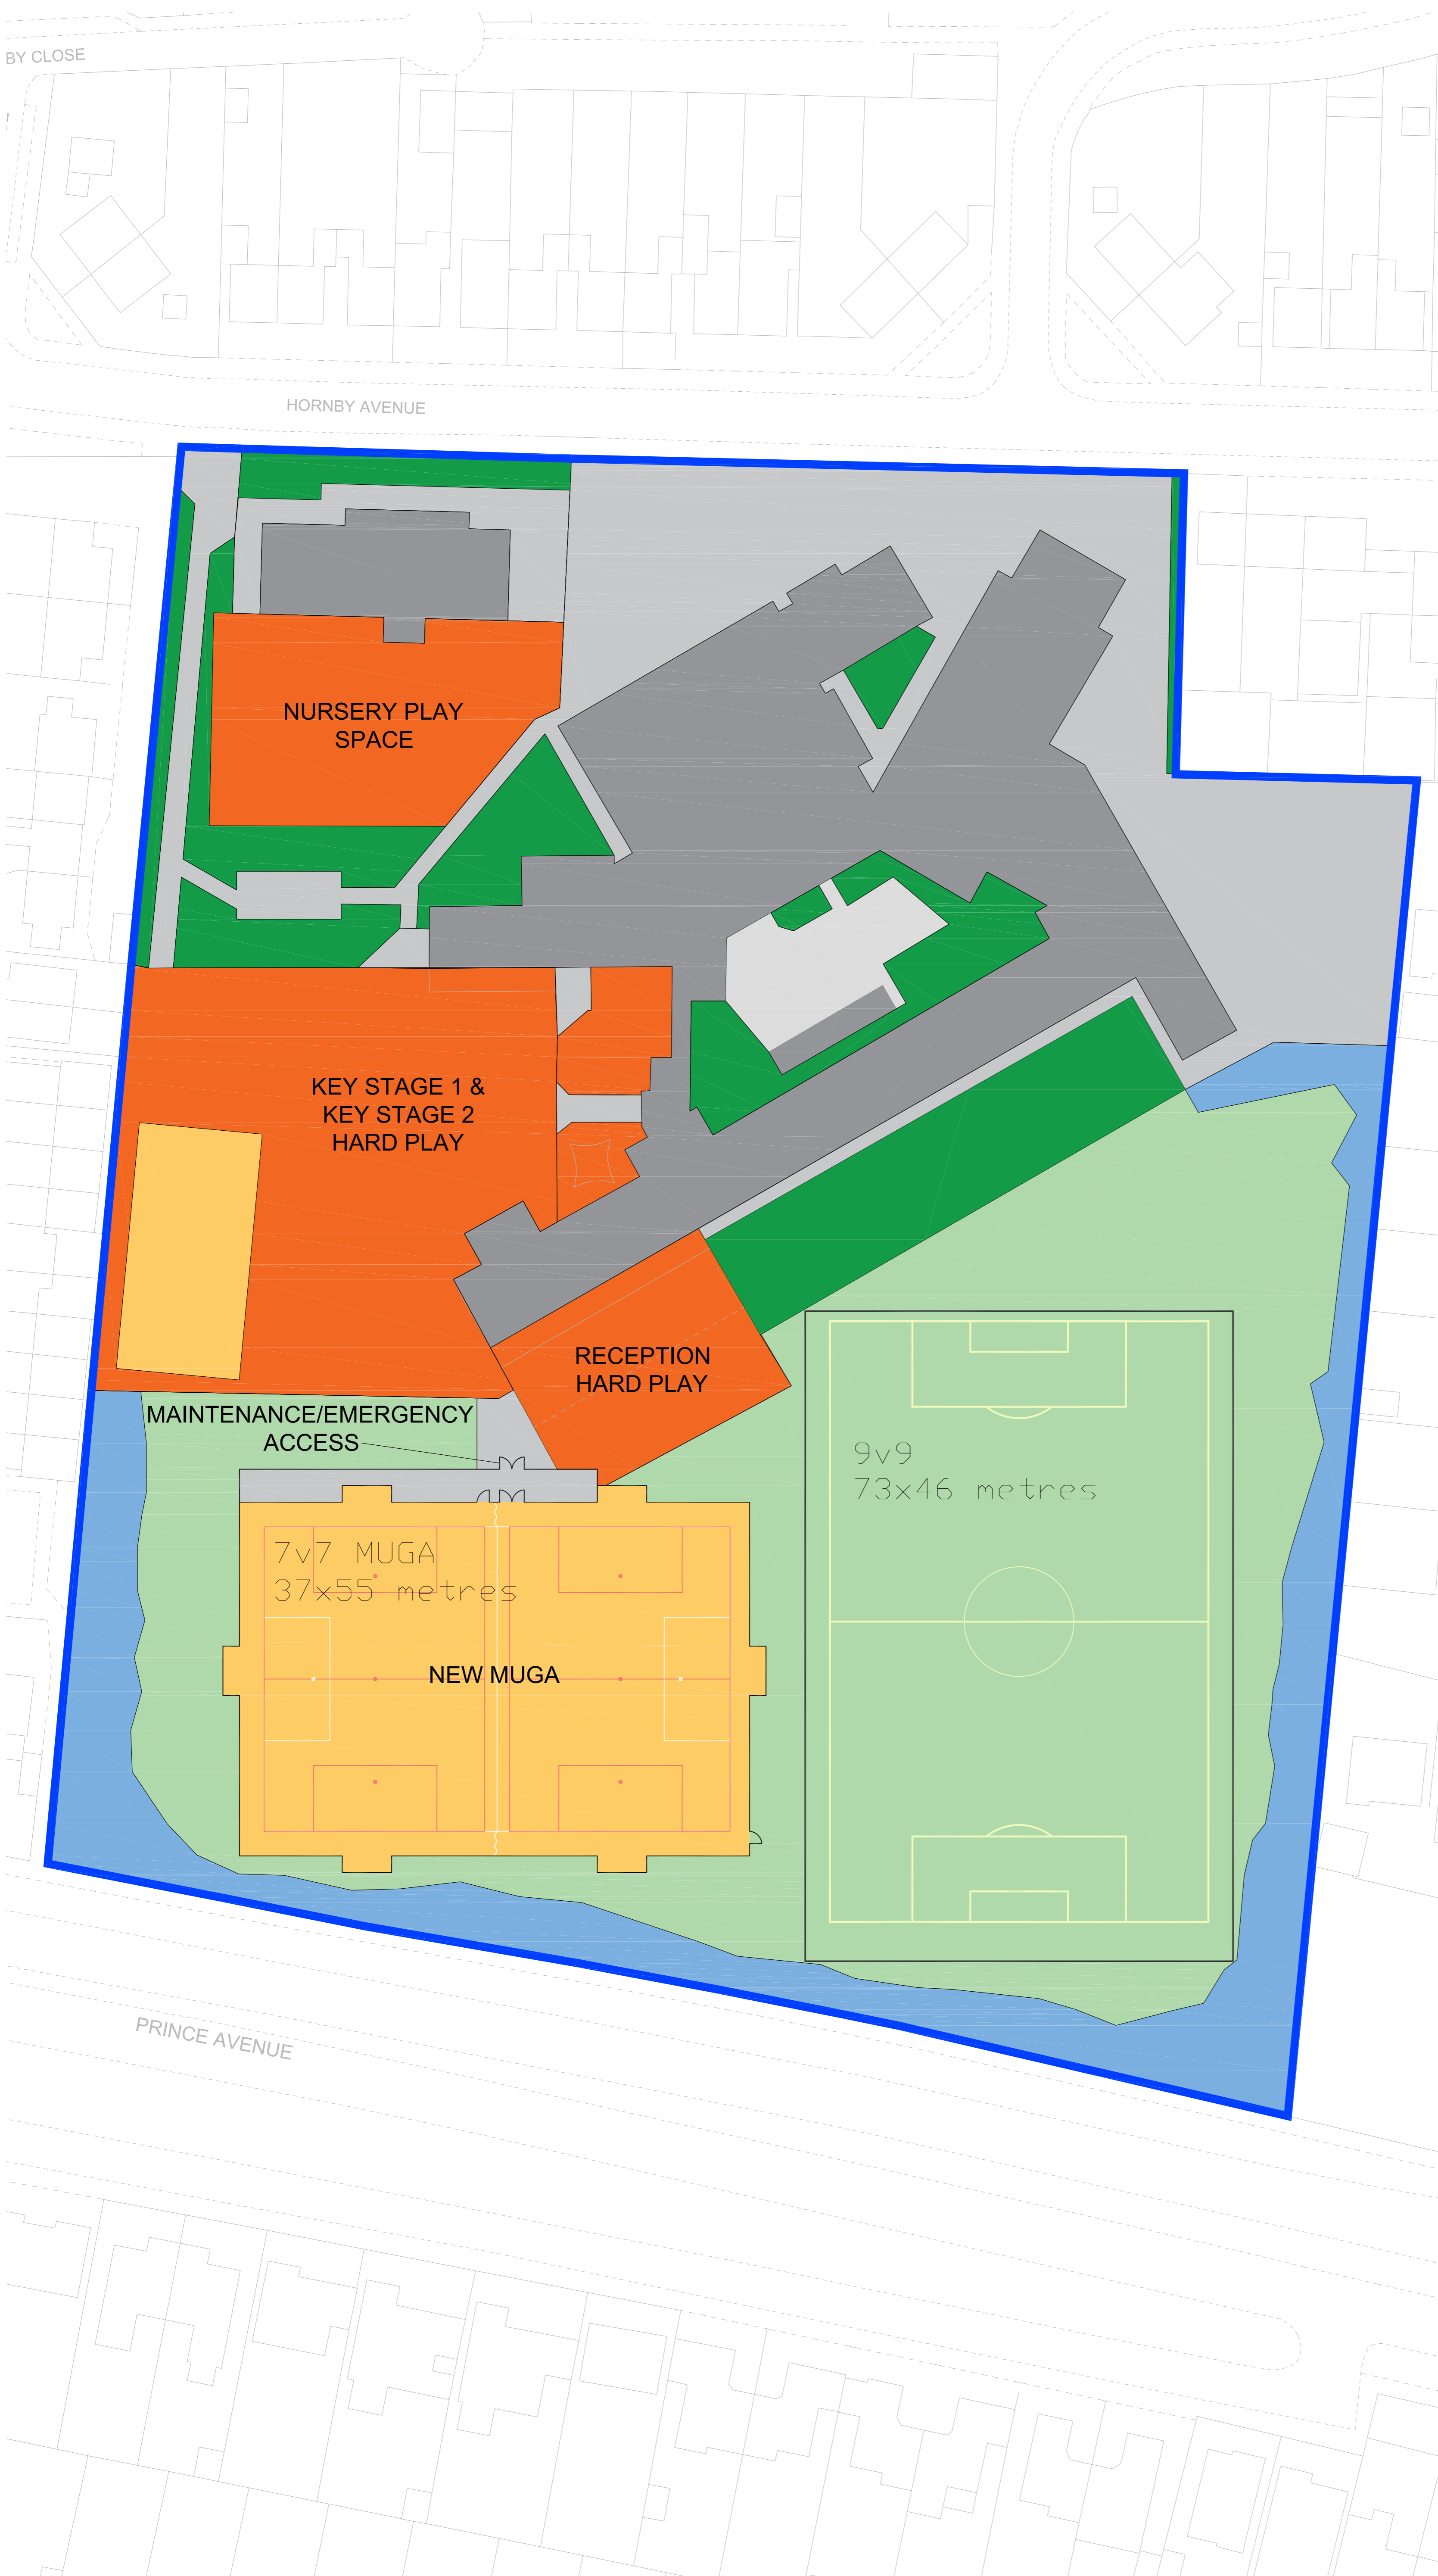 BY CLOSE
HORNBY AVENUE
NURSERY PLAY
SPACE
KEY STAGE 1 &
KEY STAGE 2
HARD PLAY
RECEPTION
HARD PLAY
MAINTENANCE/EMERGENCY
ACCESS
9v9
73x46 metres
7v7 MUGA
37x55 metres
NEW MUGA
PRINCE AVENUE